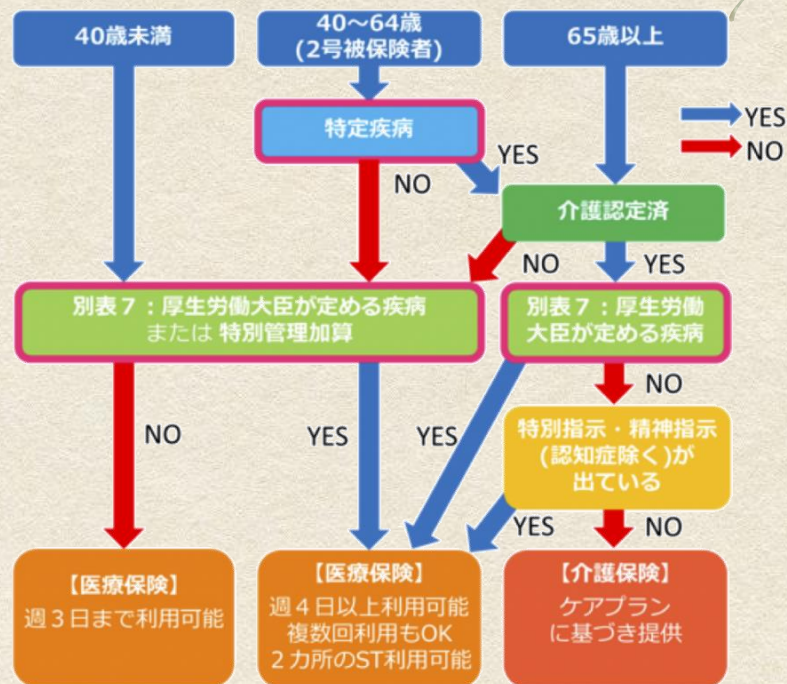 40歳未満
40～64歳
(2号被保険者)
65歳以上
YES
NO
特定疾病
YES
NO
介護認定済
NO
YES
別表７：厚生労働大臣が定める疾病
または 特別管理加算
別表７：厚生労働
大臣が定める疾病
NO
NO
YES
YES
特別指示・精神指示
(認知症除く)が
出ている
YES
NO
【医療保険】
週３日まで利用可能
【医療保険】
週４日以上利用可能
複数回利用もOK
２カ所のST利用可能
【介護保険】
ケアプラン
に基づき提供